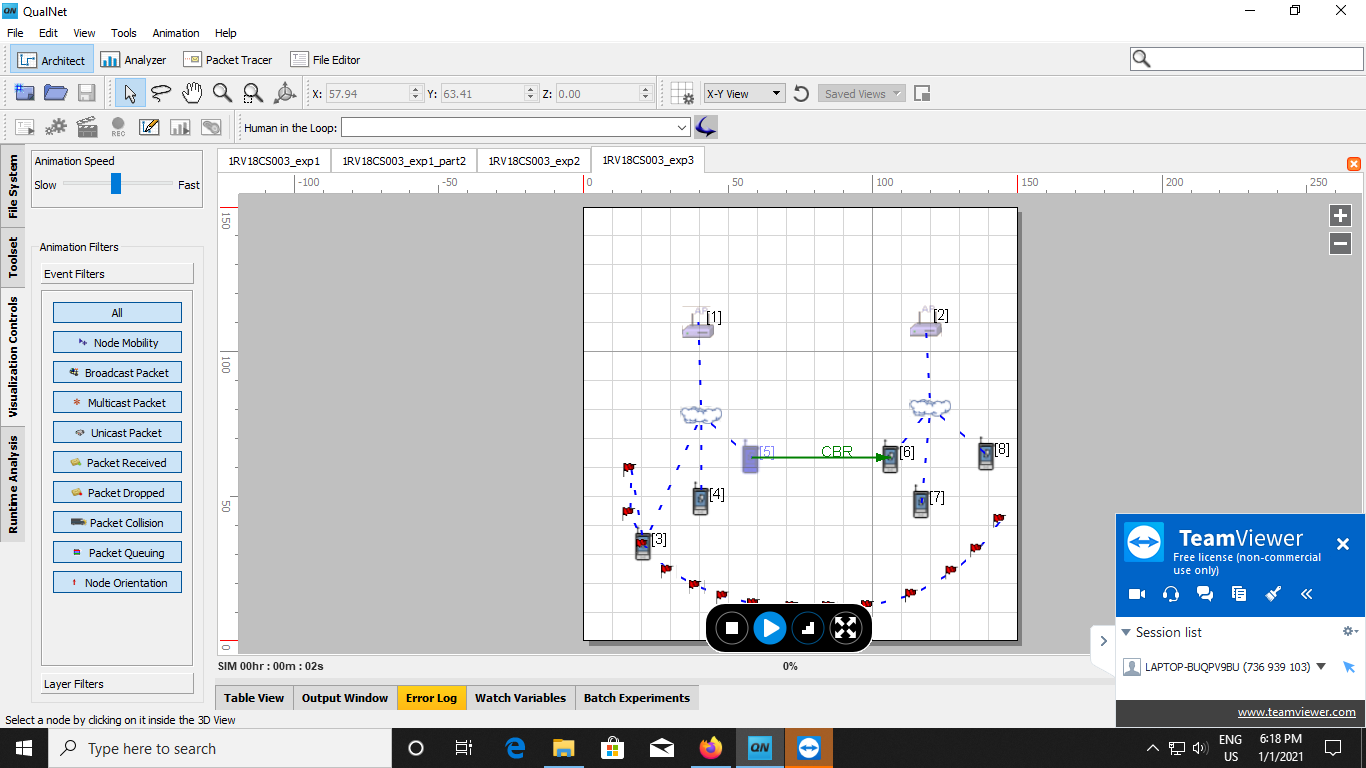 QualNet
File Edit View Tools Animation Help
Architect Analyzer Packet Tracer File Editor
X: 57.94 Y: 63.41 Z: 0.00 X-Y View Saved Views
REC Human in the Loop:
File System
Toolset
Visualization Controls
Runtime Analysis
Animation Speed
Slow Fast
Animation Filters
Event Filters
All
Node Mobility
Broadcast Packet
Multicast Packet
Unicast Packet
Packet Received
Packet Dropped
Packet Collision
Packet Queuing
Node Orientation
Layer Filters
1RV18CS003_exp1 1RV18CS003_exp1_part2 1RV18CS003_exp2 1RV18CS003_exp3
-100 -50 0 50 100 150 200 250
150
100
50
0
AP [1]
AP [2]
[5] CBR [6] [8]
[4] [7]
[3]
SIM 00hr : 00m : 02s 0%
Table View Output Window Error Log Watch Variables Batch Experiments
Select a node by clicking on it inside the 3D View
TeamViewer
Free license (non-commercial
use only)
Session list
LAPTOP-BUQPV9BU (736 939 103)
www.teamviewer.com
Type here to search
QN
ENG
US
6:18 PM
1/1/2021